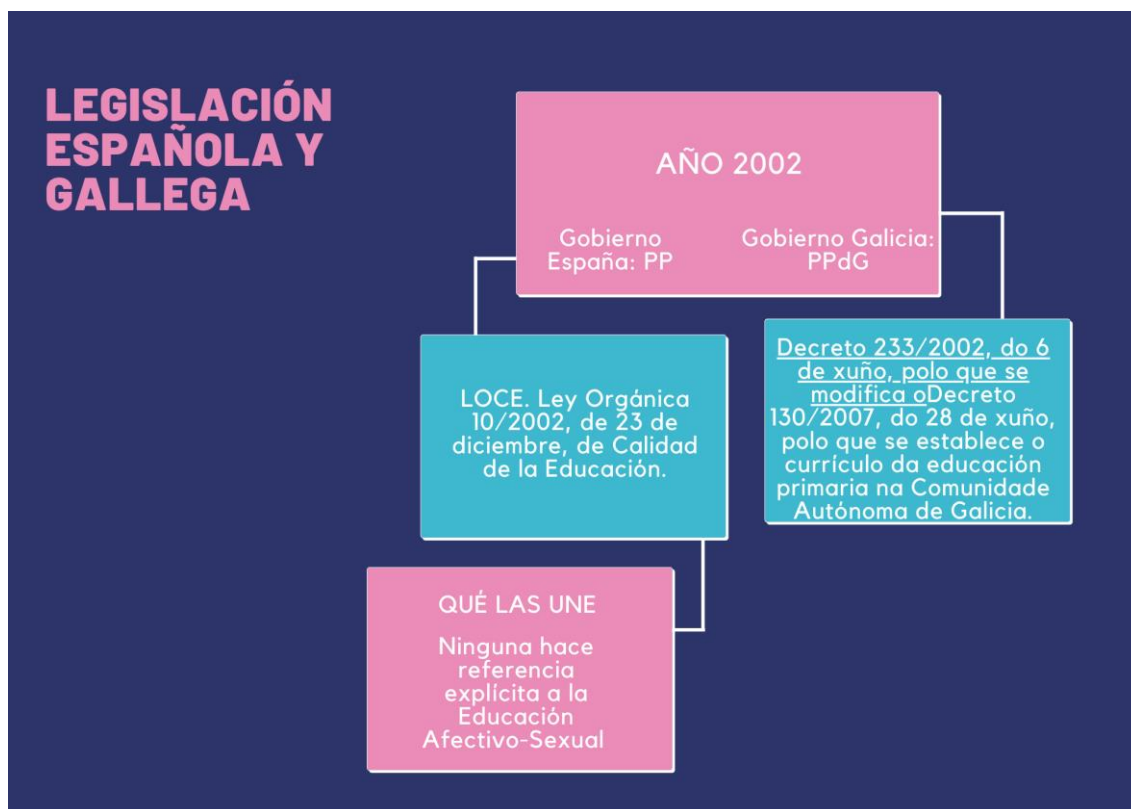 LEGISLACIÓN
ESPAÑOLA Y
GALLEGA
AÑO 2002
Gobierno
España: PP
Gobierno Galicia:
PPdG
LOCE. Ley Orgánica
10/2002, de 23 de
diciembre, de Calidad
de la Educación.
Decreto 233/2002, do 6
de xuño, polo que se
modifica oDecreto
130/2007, do 28 de xuño,
polo que se establece o
currículo da educación
primaria na Comunidade
Autónoma de Galicia.
QUÉ LAS UNE
Ninguna hace
referencia
explícita a la
Educación
Afectivo-Sexual